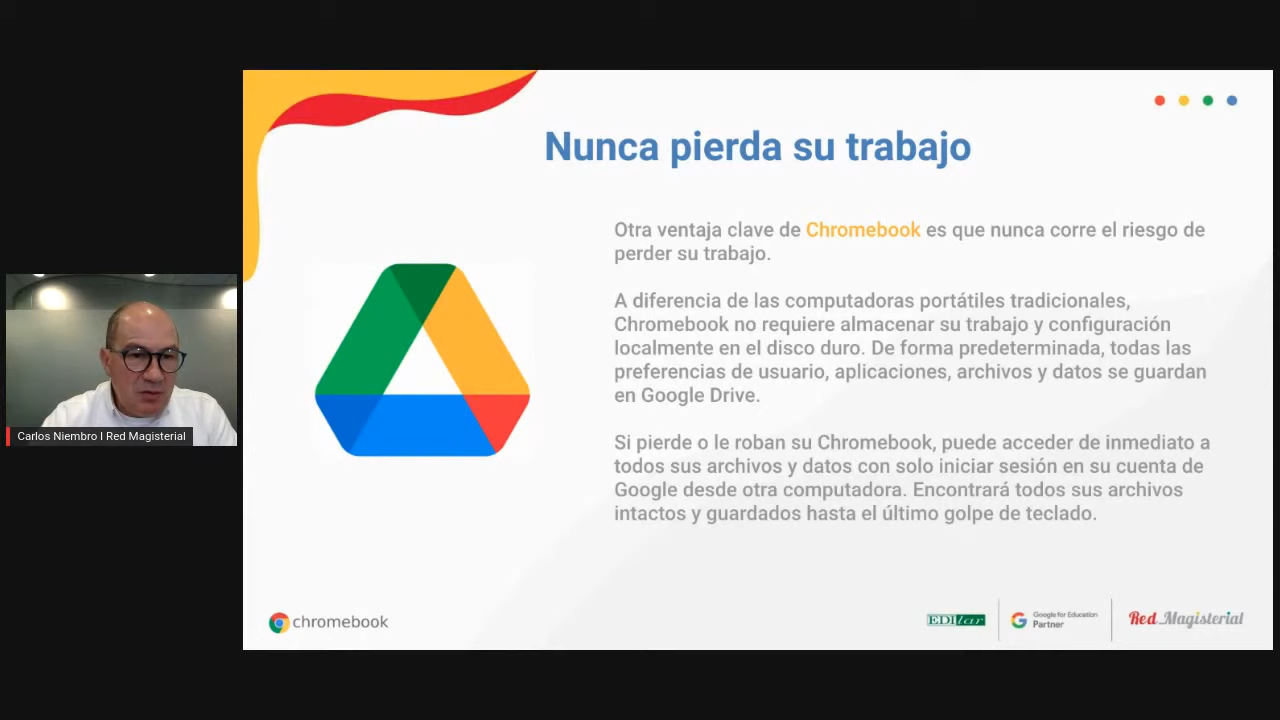 Nunca pierda su trabajo
Otra ventaja clave de Chromebook es que nunca corre el riesgo de
perder su trabajo.
A diferencia de las computadoras portátiles tradicionales,
Chromebook no requiere almacenar su trabajo y configuración
localmente en el disco duro. De forma predeterminada, todas las
preferencias de usuario, aplicaciones, archivos y datos se guardan
en Google Drive.
Si pierde o le roban su Chromebook, puede acceder de inmediato a
todos sus archivos y datos con solo iniciar sesión en su cuenta de
Google desde otra computadora. Encontrará todos sus archivos
intactos y guardados hasta el último golpe de teclado.
Carlos Niembro I Red Magisterial
chromebook
EDIlar
Google for Education
Partner
Red Magisterial